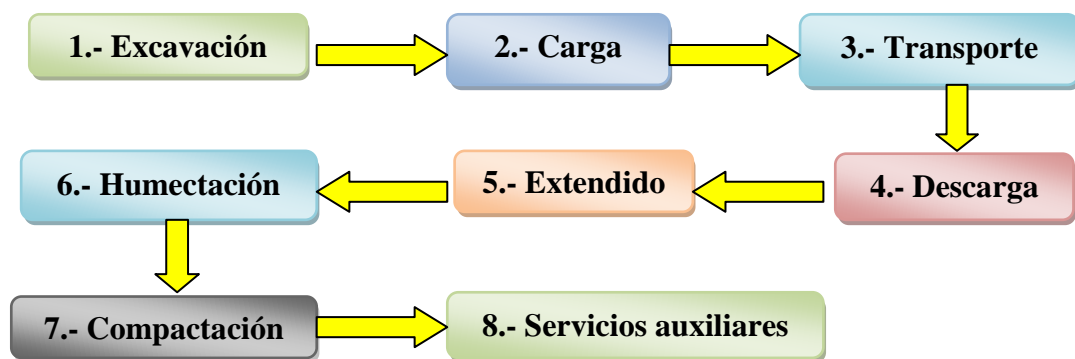 1.- Excavación
2.- Carga
3.- Transporte
4.- Descarga
5.- Extendido
6.- Humectación
7.- Compactación
8.- Servicios auxiliares